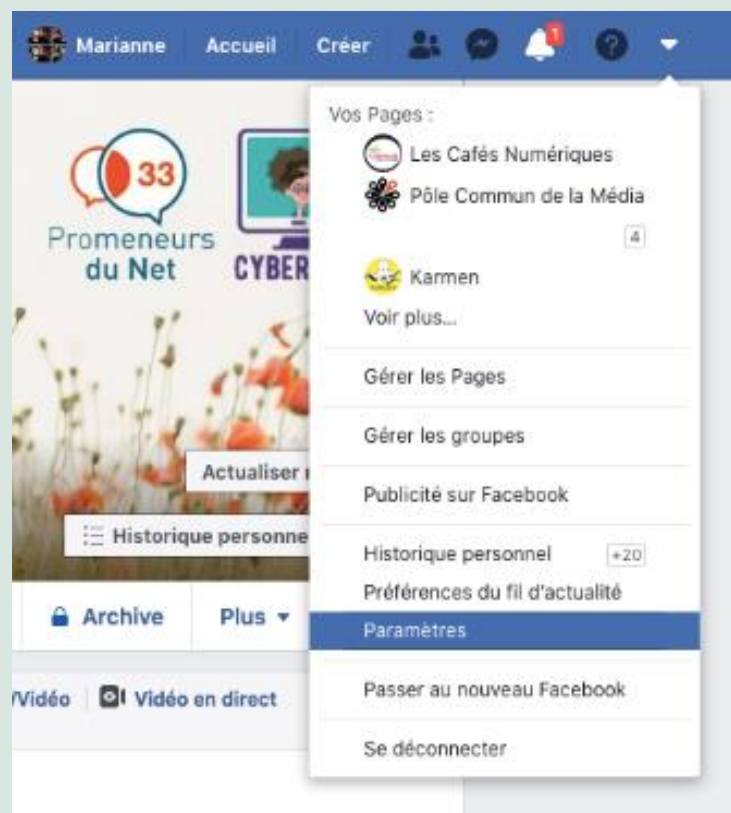 Marianne Accueil Créer 1
Vos Pages :
Les Cafés Numériques
Pôle Commun de la Média
4
Karmen
Voir plus...
Gérer les Pages
Gérer les groupes
Publicité sur Facebook
Historique personnel +20
Préférences du fil d'actualité
Paramètres
Passer au nouveau Facebook
Se déconnecter
33
Promeneurs
du Net
CYBER
Actualiser
Historique personne
Archive Plus
/Vidéo Vidéo en direct